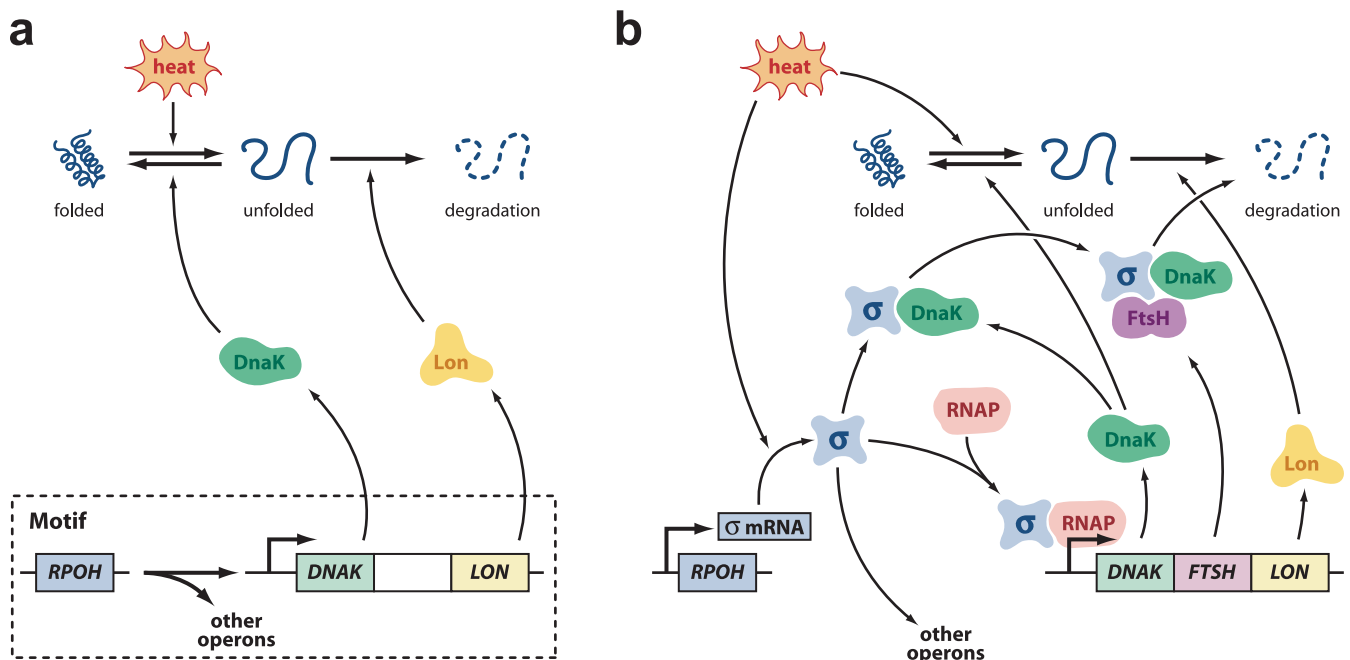 a
heat
folded
unfolded
degradation
DnaK
Lon
Motif
RPOH
DNAK
LON
other
operons
b
heat
folded
unfolded
degradation
σ
DnaK
FtsH
σ
DnaK
RNAP
σ
DnaK
Lon
σ
RNAP
σ mRNA
RPOH
DNAK
FTSH
LON
other
operons